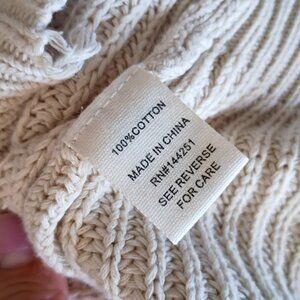 100%COTTON
MADE IN CHINA
RN#144251
SEE REVERSE
FOR CARE